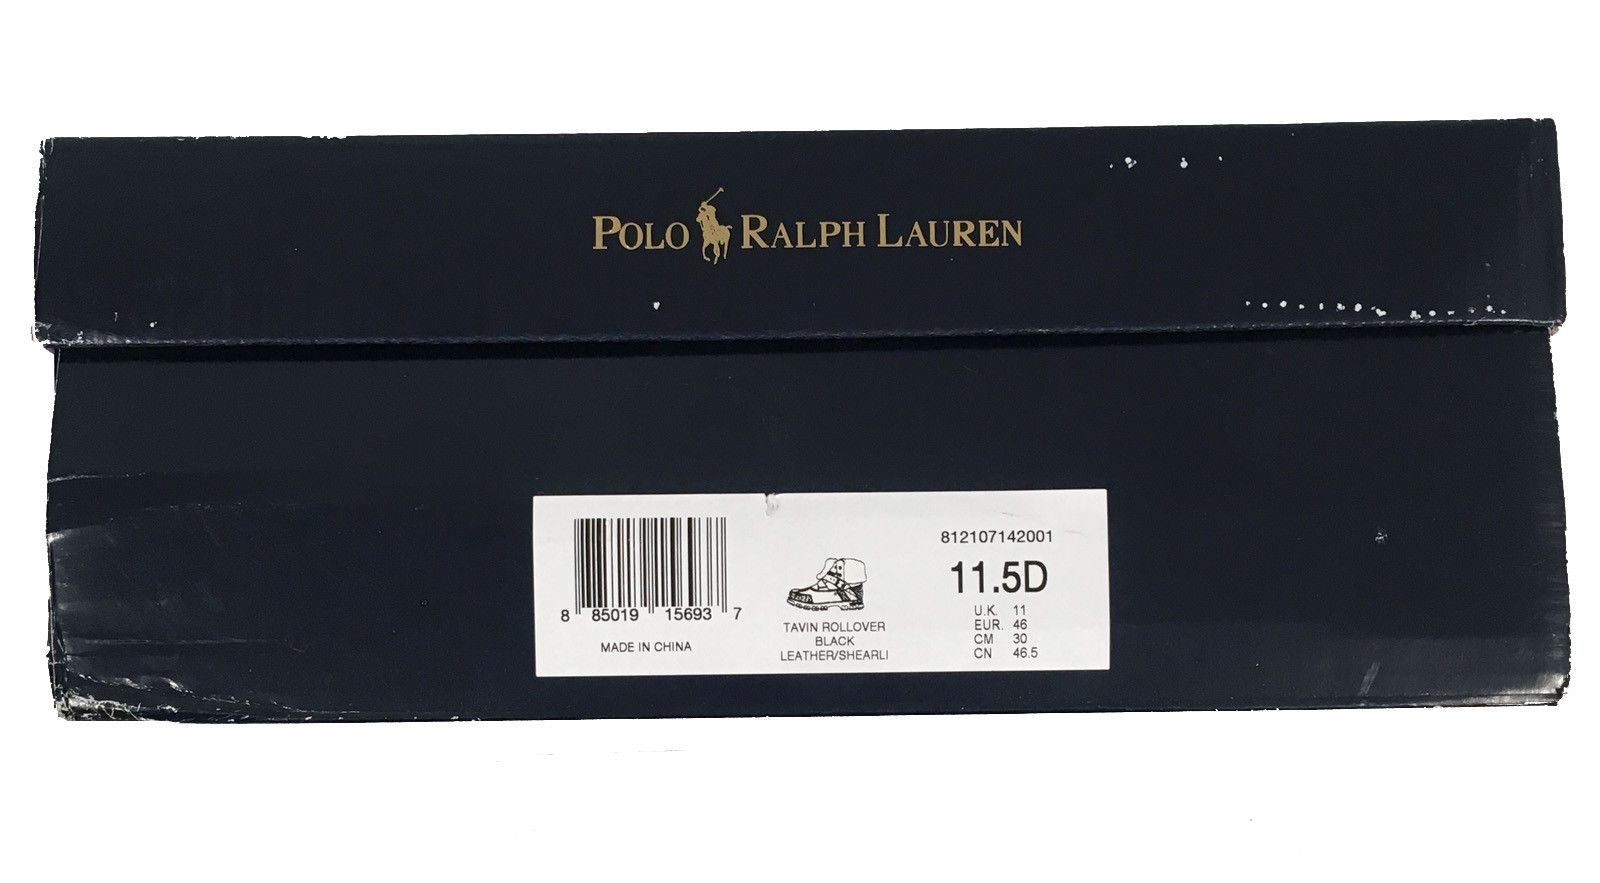 POLO RALPH LAUREN
812107142001
11.5D
U.K. 11
EUR. 46
CM 30
CN 46.5
8 85019 15693 7
MADE IN CHINA
TAVIN ROLLOVER
BLACK
LEATHER/SHEARLI